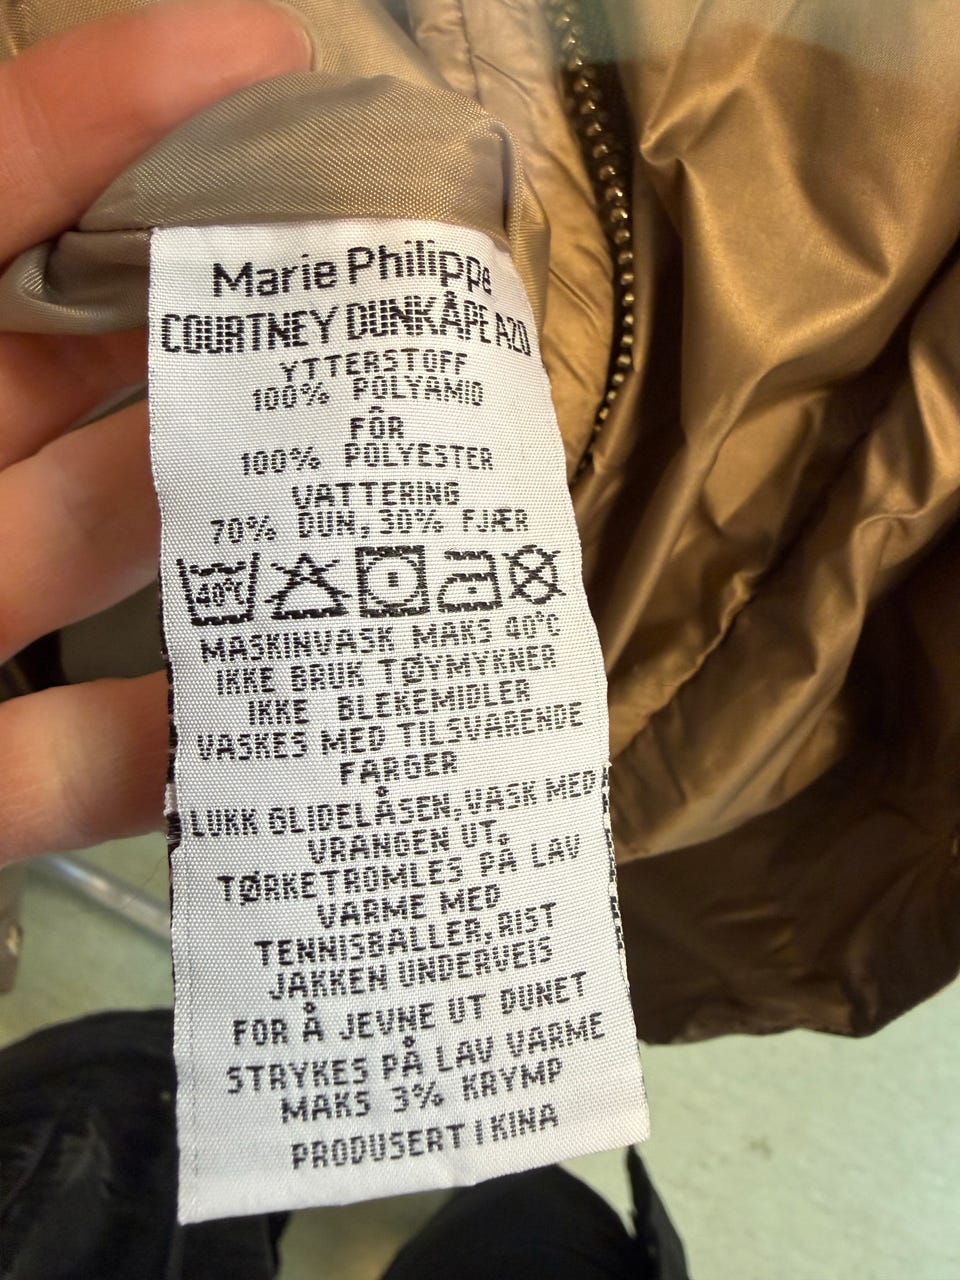 Marie Philippe
COURTNEY DUNKÅPE A20
YTTERSTOFF
100% POLYAMID
FÔR
100% POLYESTER
VATTERING
70% DUN, 30% FJÆR
40°C
MASKINVASK MAKS 40°C
IKKE BRUK TØYMYKNER
IKKE BLEKEMIDLER
VASKES MED TILSVARENDE
FARGER
LUKK GLIDELÅSEN, VASK MED
VRANGEN UT.
TØRKETROMLES PÅ LAV
VARME MED
TENNISBALLER, RIST
JAKKEN UNDERVEIS
FOR Å JEVNE UT DUNET
STRYKES PÅ LAV VARME
MAKS 3% KRYMP
PRODUSERT I KINA